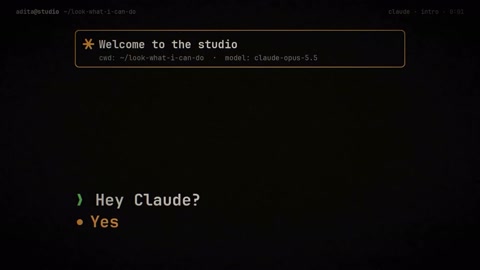 adita@studio ~/look-what-i-can-do
claude · intro · 0:01
Welcome to the studio
cwd: ~/look-what-i-can-do · model: claude-opus-5.5
❯ Hey Claude?
● Yes